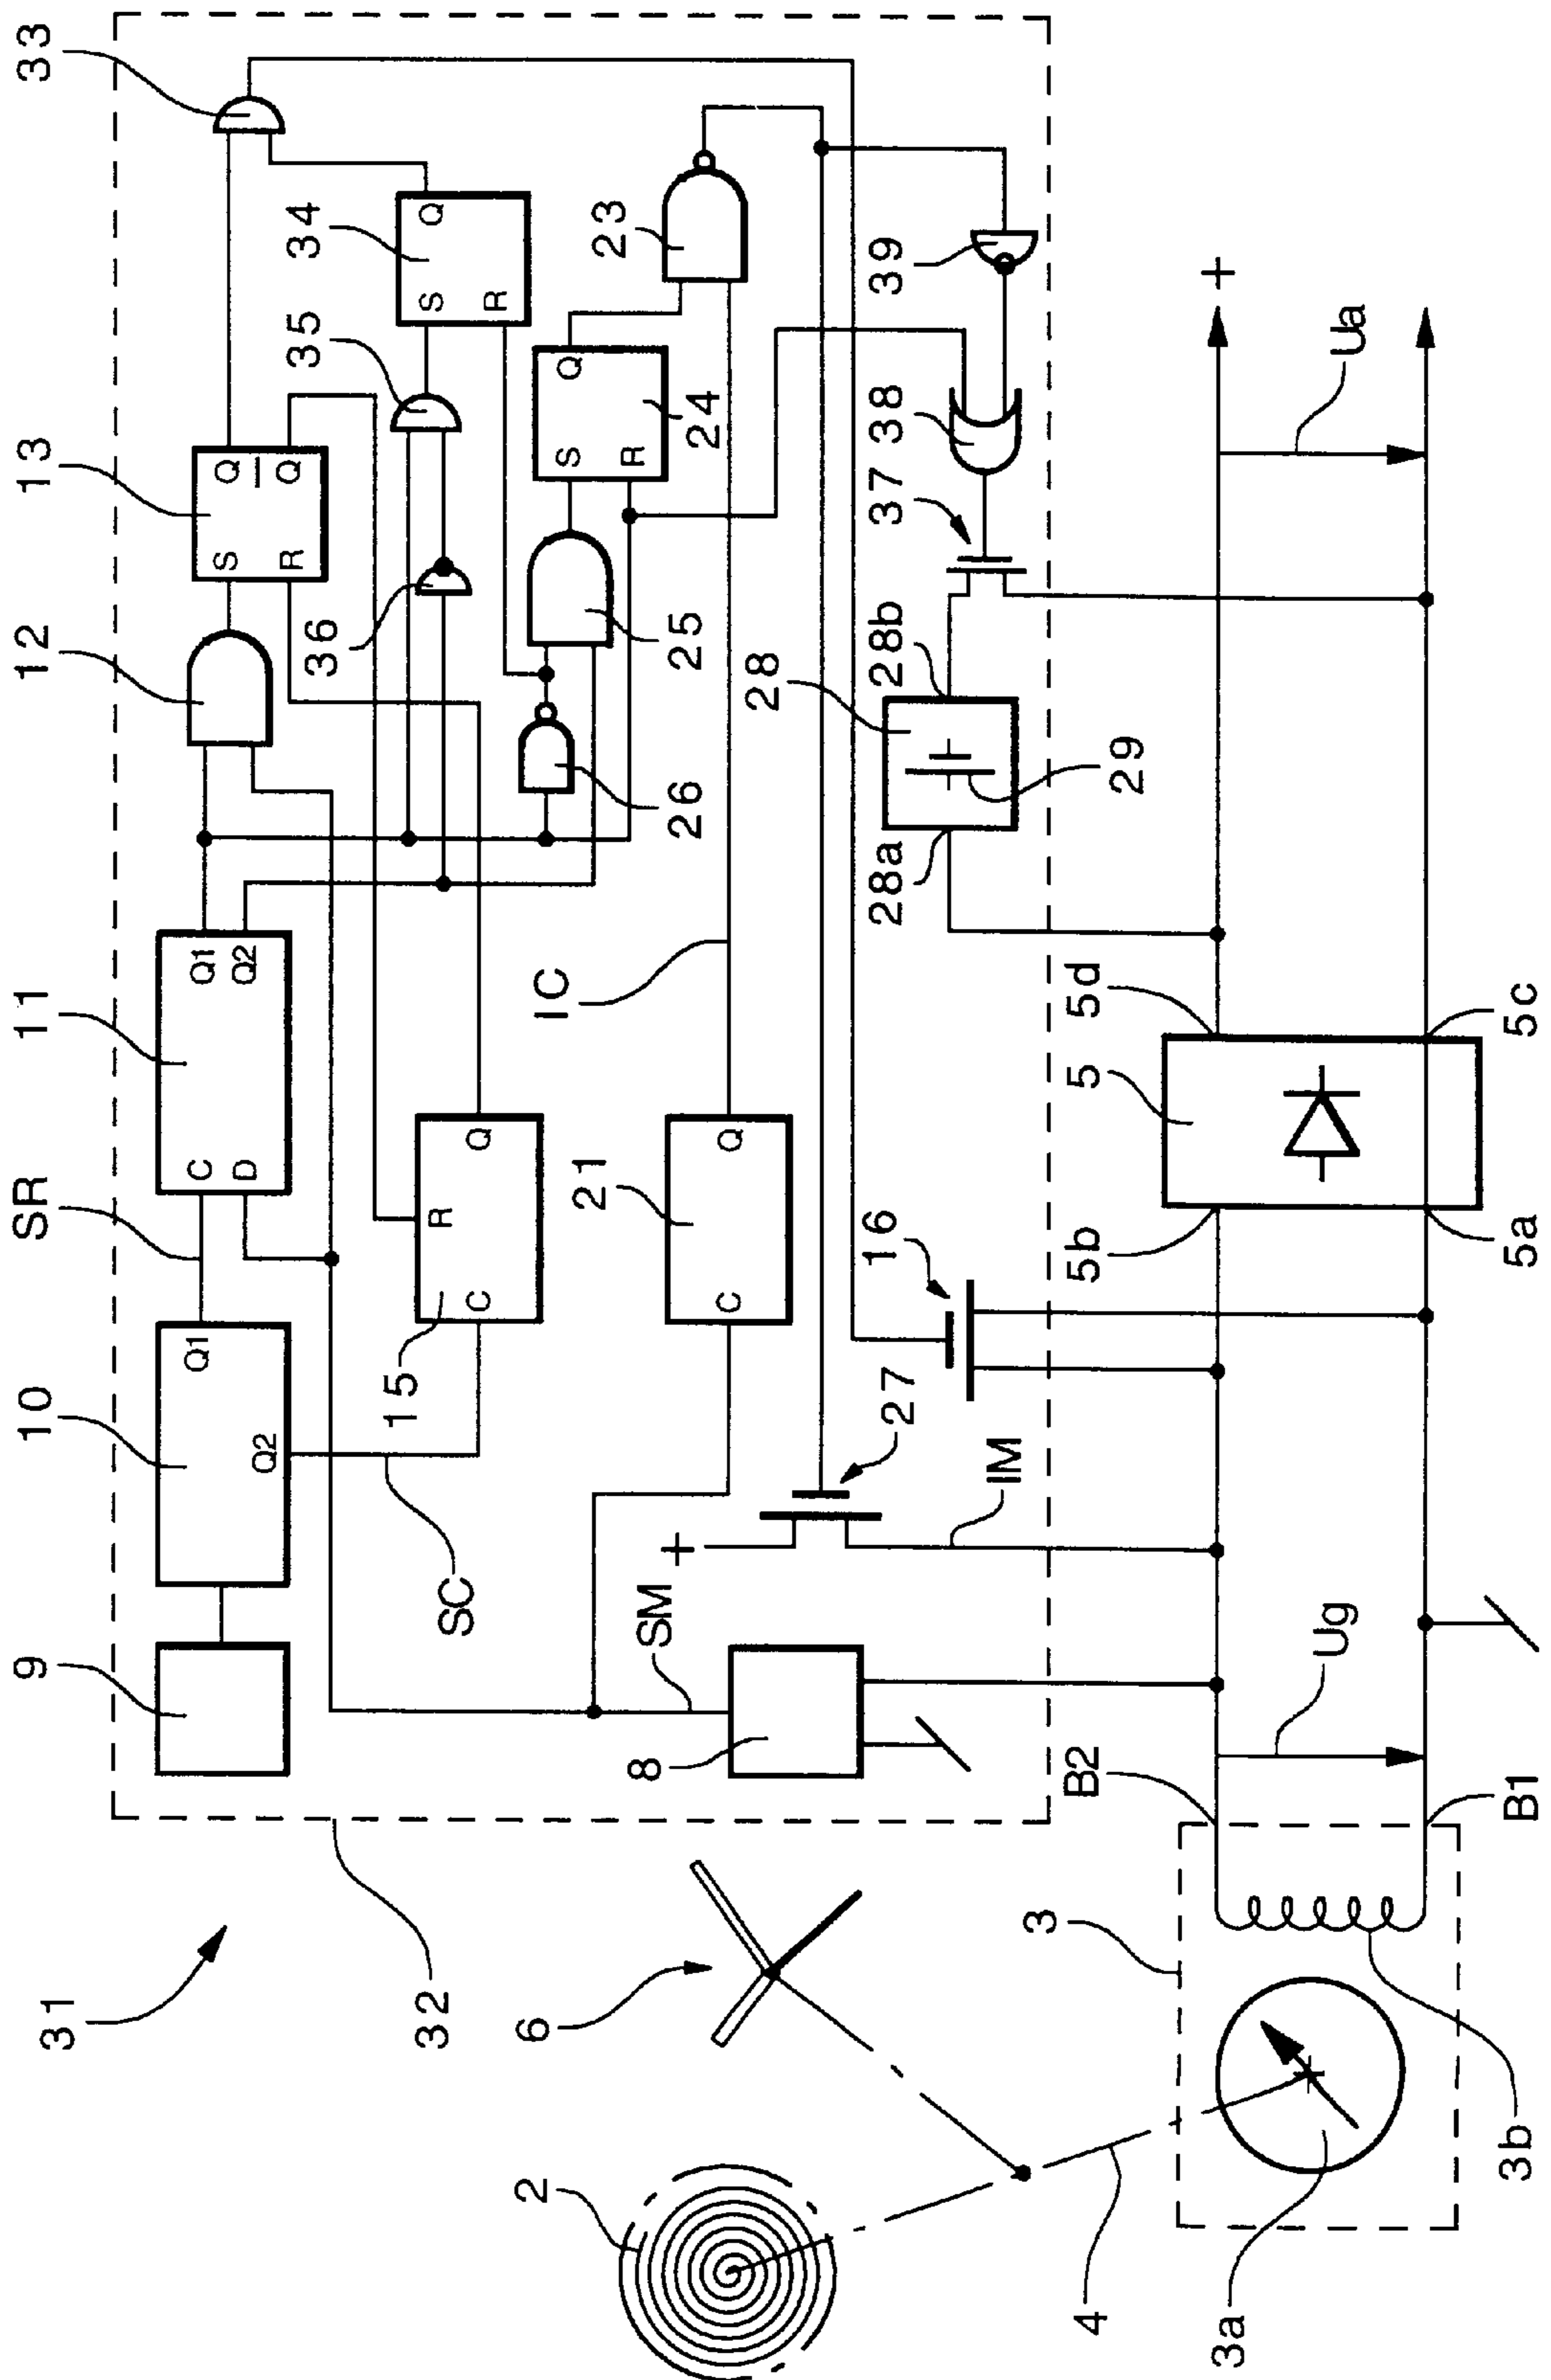 31
32
9
10
SR
11
12
13
33
Q1
Q2
C
D
Q1
Q2
S
R
Q
Q
SC
15
C
R
Q
36
35
34
S
R
Q
SM
8
21
C
Q
IC
26
25
S
R
Q
24
23
27
IM
16
28a
28
28b
29
37
38
39
2
6
4
3
3a
3b
B2
B1
Ug
5b
5a
5
5d
5c
+
+
Ua